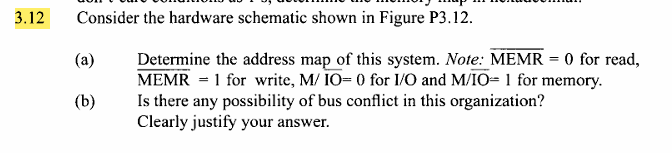 3.12 Consider the hardware schematic shown in Figure P3.12.
(a) Determine the address map of this system. Note: MEMR = 0 for read,
MEMR = 1 for write, M/ IO= 0 for I/O and M/IO= 1 for memory.
(b) Is there any possibility of bus conflict in this organization?
Clearly justify your answer.